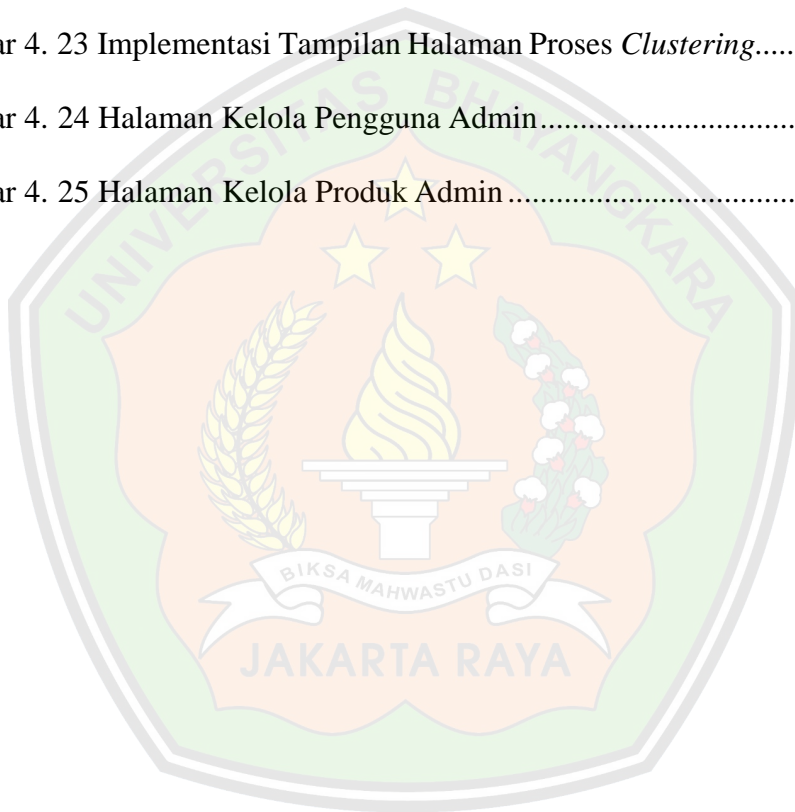 ar 4. 23 Implementasi Tampilan Halaman Proses Clustering.....
ar 4. 24 Halaman Kelola Pengguna Admin................................
ar 4. 25 Halaman Kelola Produk Admin ....................................
UNIVERSITAS BHAYANGKARA
BIKSA MAHWASTU DASI
JAKARTA RAYA